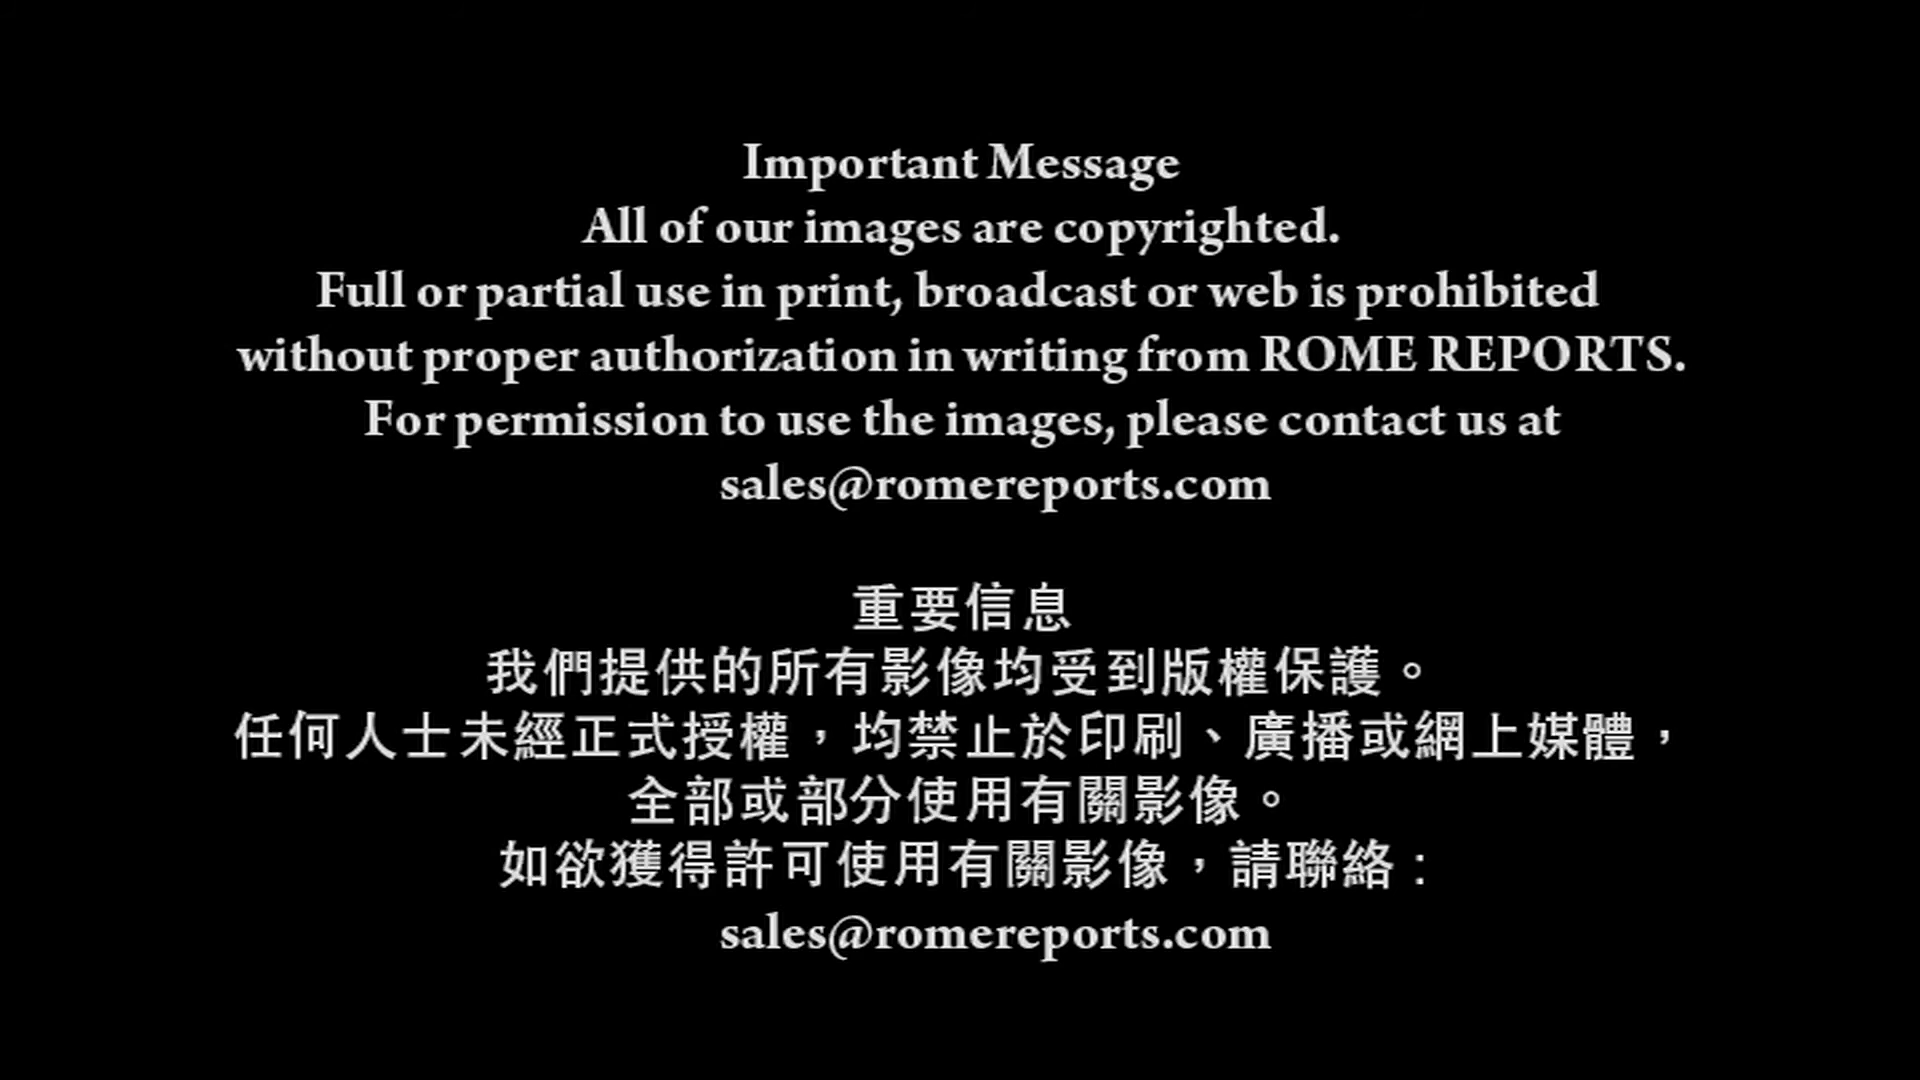 Important Message
All of our images are copyrighted.
Full or partial use in print, broadcast or web is prohibited
without proper authorization in writing from ROME REPORTS.
For permission to use the images, please contact us at
sales@romereports.com
重要信息
我們提供的所有影像均受到版權保護。
任何人士未經正式授權，均禁止於印刷、廣播或網上媒體，
全部或部分使用有關影像。
如欲獲得許可使用有關影像，請聯絡：
sales@romereports.com